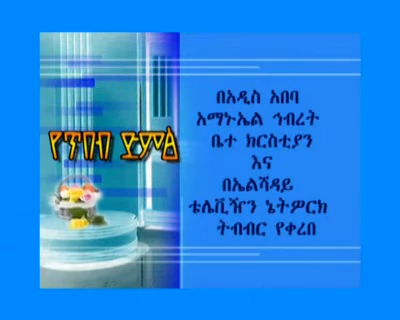 የጥበብ ድምፅ
በአዲስ አበባ
አማኑኤል ኅብረት
ቤተ ክርስቲያን
እና
በኤልሻዳይ
ቴሌቪዥን ኔትዎርክ
ትብብር የቀረበ